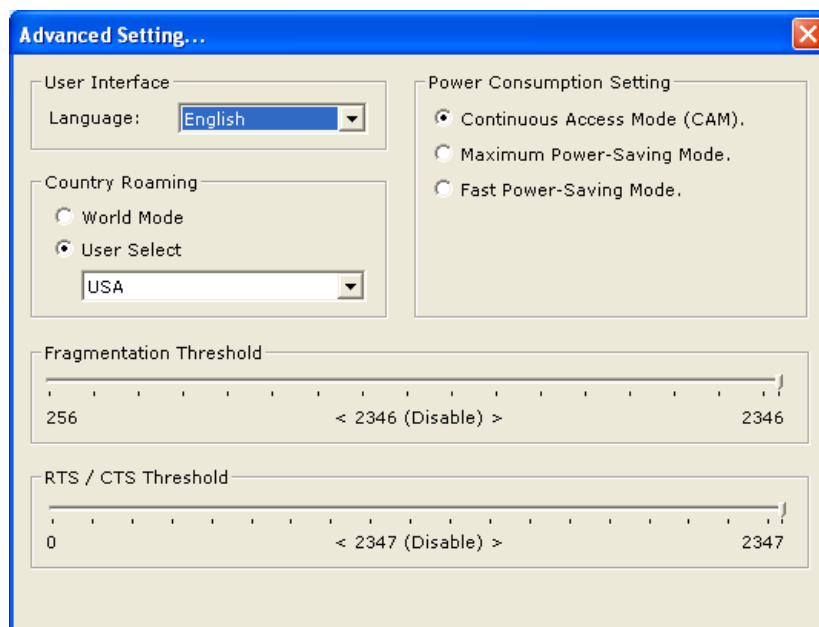 Advanced Setting...
User Interface
Language: English
Country Roaming
World Mode
User Select
USA
Power Consumption Setting
Continuous Access Mode (CAM).
Maximum Power-Saving Mode.
Fast Power-Saving Mode.
Fragmentation Threshold
256 < 2346 (Disable) > 2346
RTS / CTS Threshold
0 < 2347 (Disable) > 2347